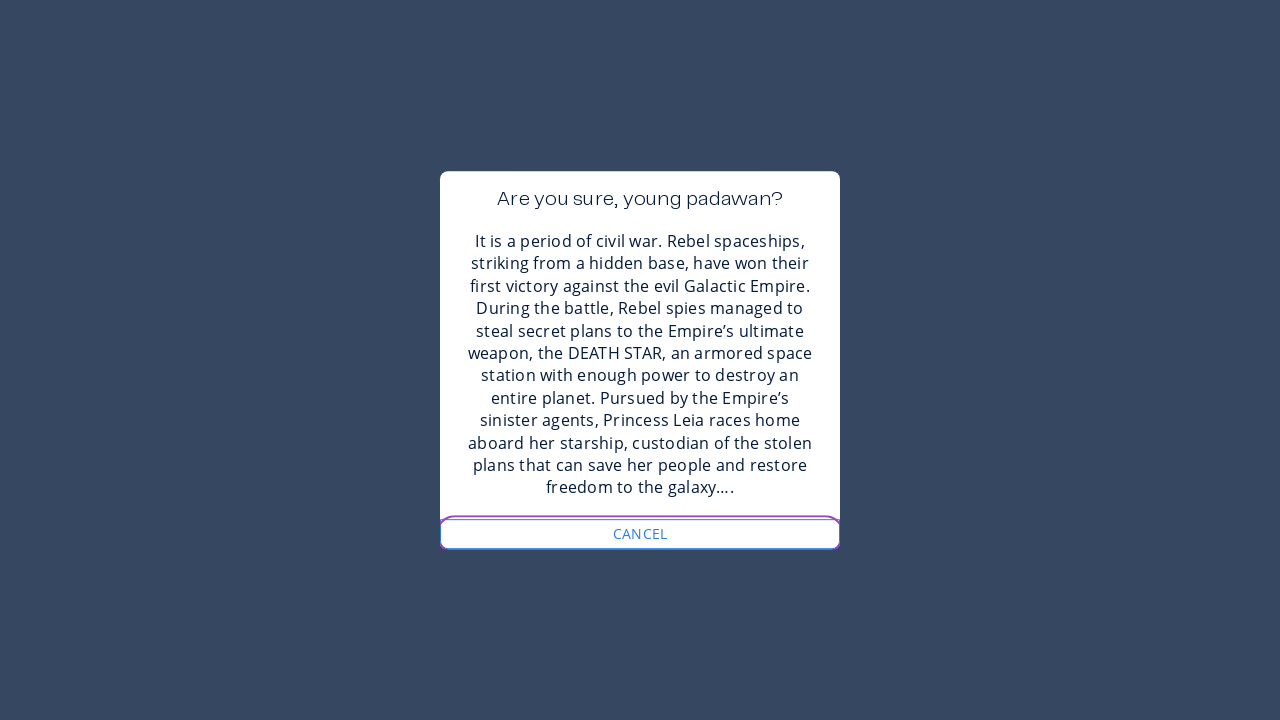 Are you sure, young padawan?
It is a period of civil war. Rebel spaceships,
striking from a hidden base, have won their
first victory against the evil Galactic Empire.
During the battle, Rebel spies managed to
steal secret plans to the Empire’s ultimate
weapon, the DEATH STAR, an armored space
station with enough power to destroy an
entire planet. Pursued by the Empire’s
sinister agents, Princess Leia races home
aboard her starship, custodian of the stolen
plans that can save her people and restore
freedom to the galaxy….
CANCEL